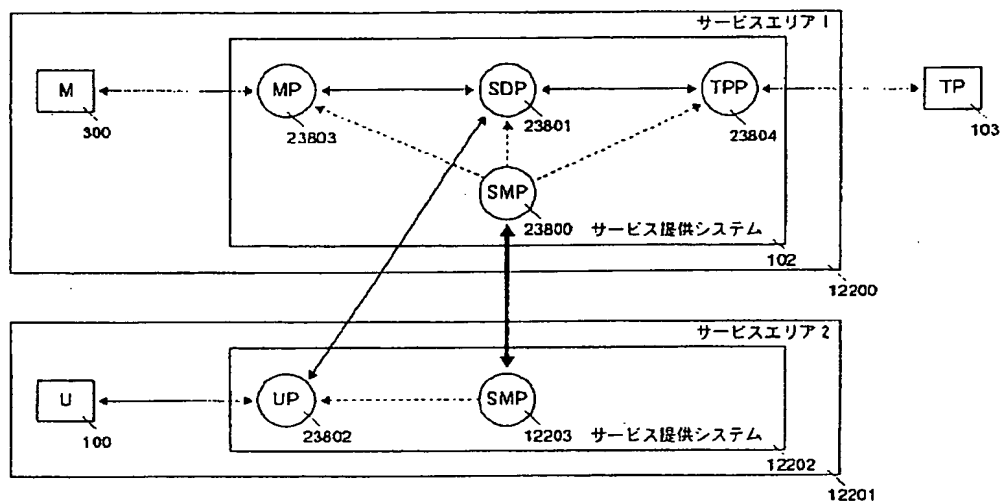 サービスエリア 1
M
300
MP
23803
SDP
23801
TPP
23804
TP
103
SMP
23800
サービス提供システム
102
12200
サービスエリア 2
U
100
UP
23802
SMP
12203
サービス提供システム
12202
12201